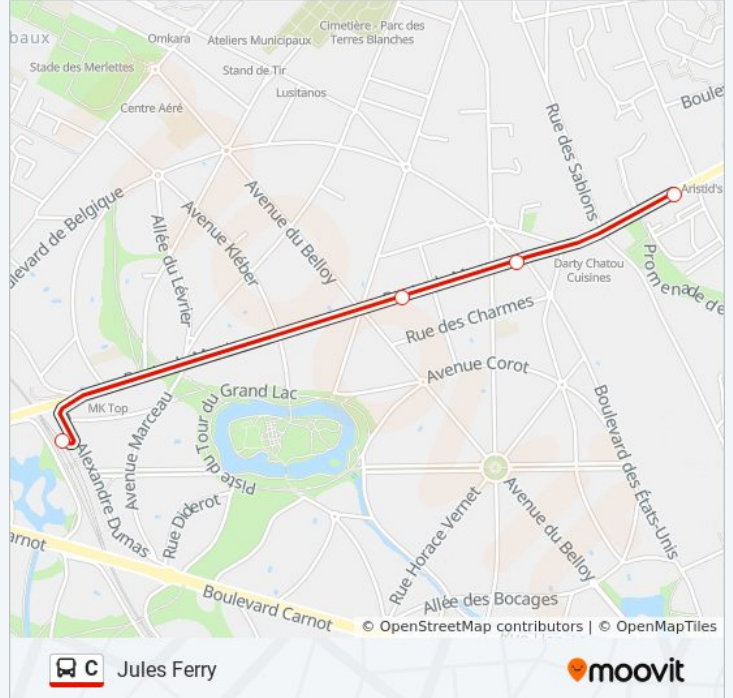 baux
Omkara
Ateliers Municipaux
Cimetière - Parc des
Terres Blanches
Stade des Merlettes
Stand de Tir
Lusitanos
Centre Aéré
Boule
Rue des Sablons
Aristid's
oulevard de Belgique
Allée du Lévrier
Avenue Kléber
Avenue du Belloy
Darty Chatou
Cuisines
Promenade de
Rue des Charmes
Avenue Corot
Grand Lac
MK Top
Piste du Tour du
Avenue Marceau
Alexandre Dumas
Rue Diderot
Boulevard des États-Unis
Rue Horace Vernet
Avenue du Belloy
arnot
Boulevard Carnot
Allée des Bocages
© OpenStreetMap contributors | © OpenMapTiles
C Jules Ferry
moovit